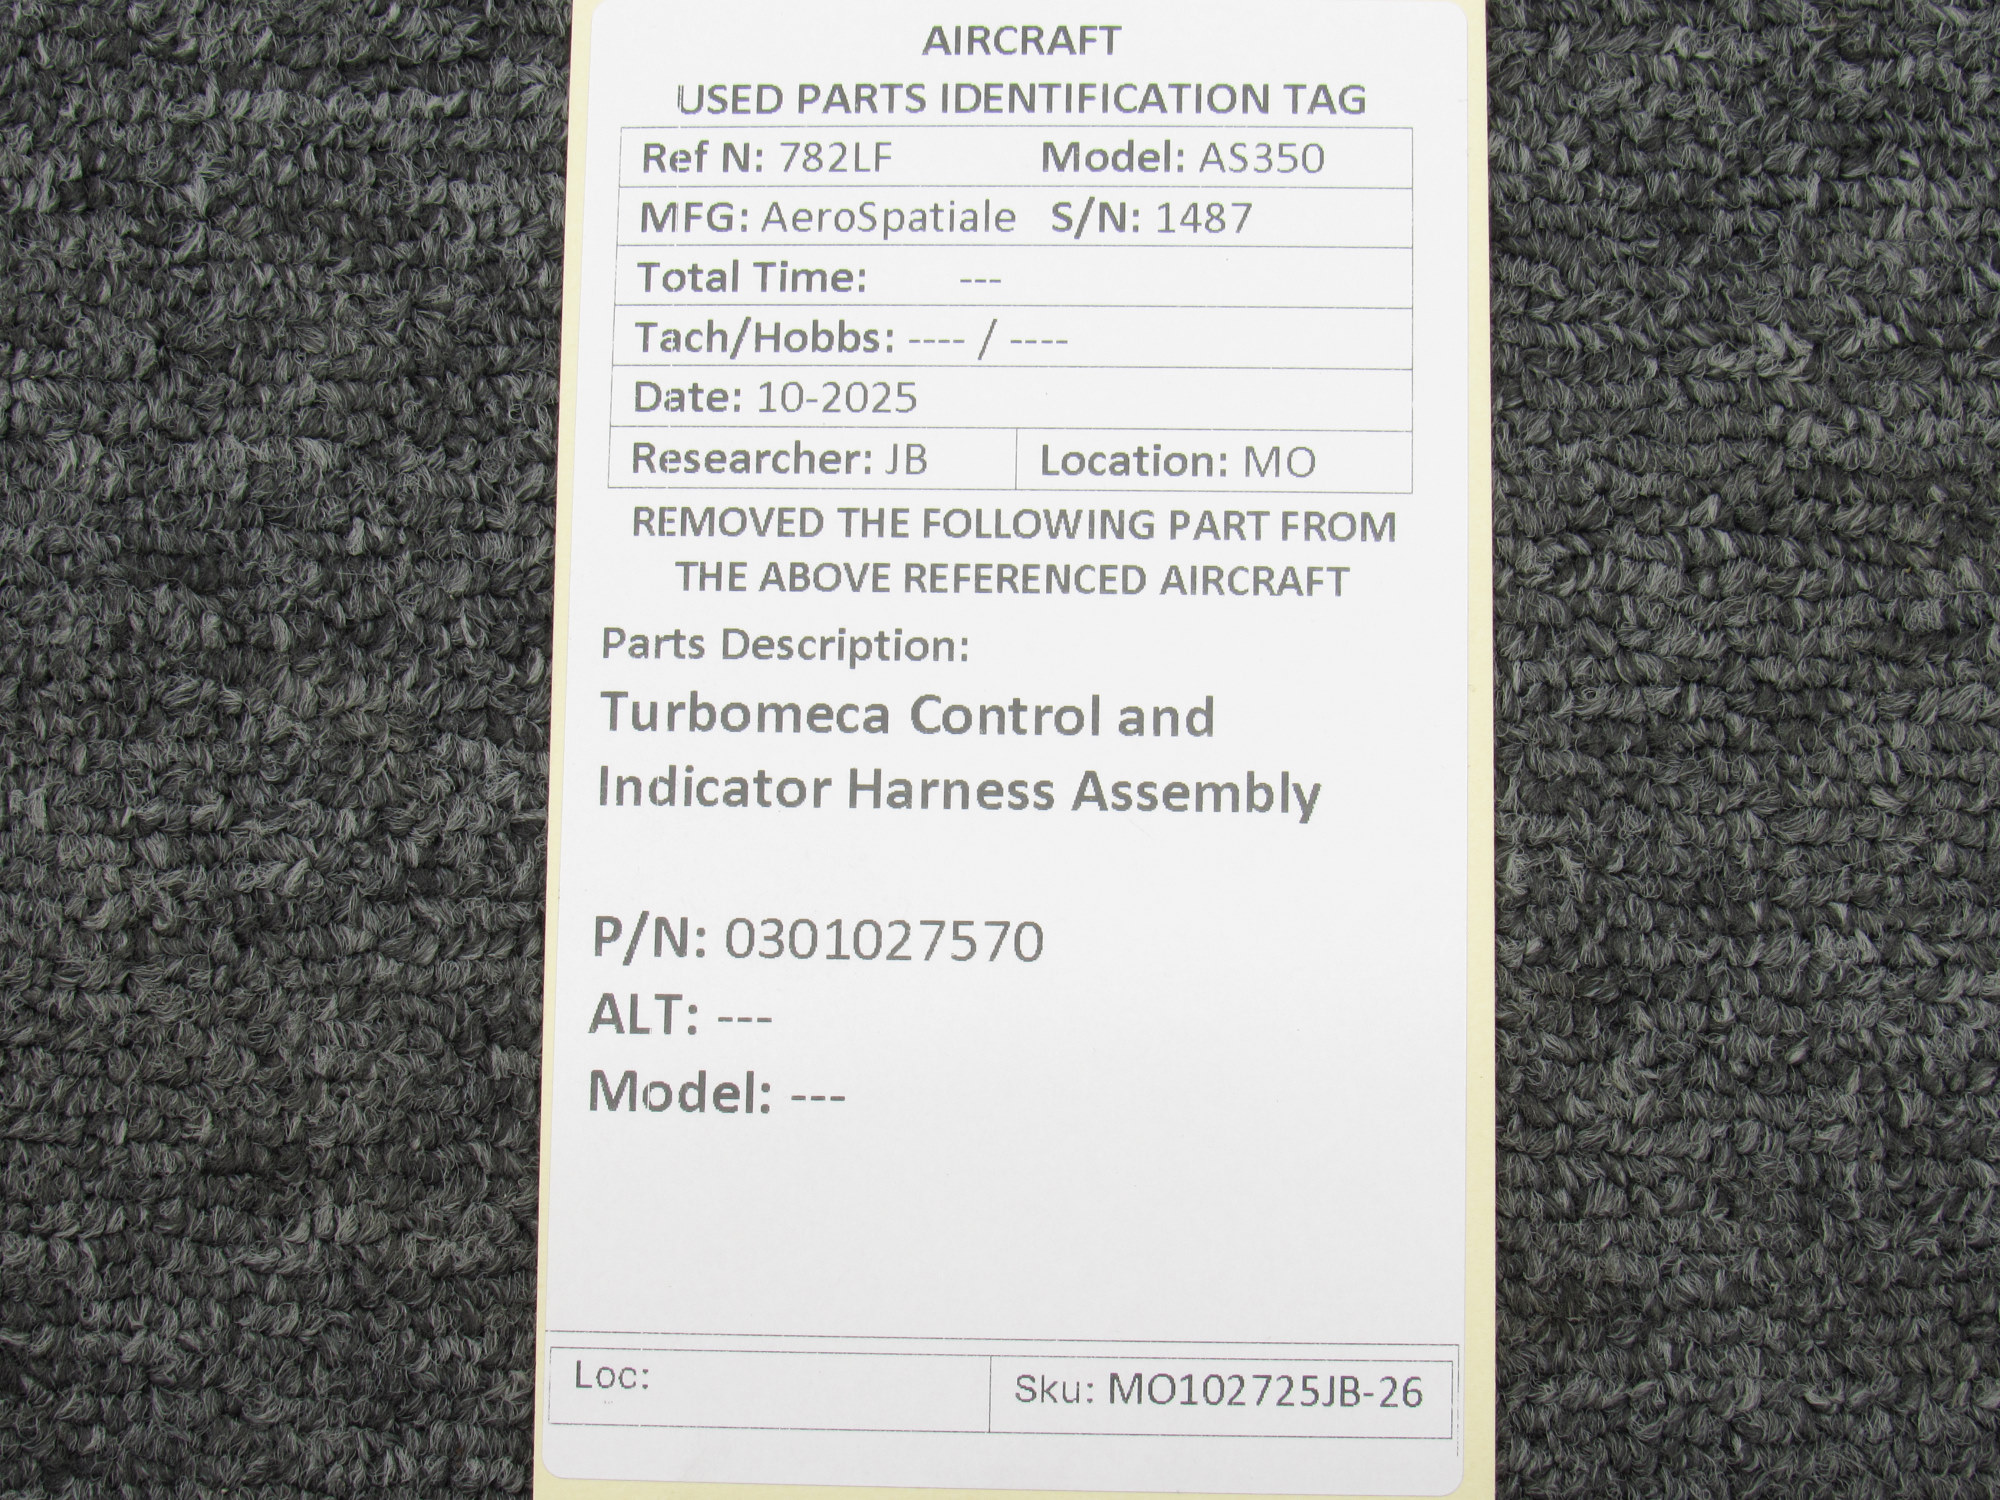 AIRCRAFT
USED PARTS IDENTIFICATION TAG
Ref N: 782LF Model: AS350
MFG: AeroSpatiale S/N: 1487
Total Time: ---
Tach/Hobbs: ---- / ----
Date: 10-2025
Researcher: JB Location: MO
REMOVED THE FOLLOWING PART FROM
THE ABOVE REFERENCED AIRCRAFT
Parts Description:
Turbomeca Control and
Indicator Harness Assembly
P/N: 0301027570
ALT: ---
Model: ---
Loc: Sku: MO102725JB-26